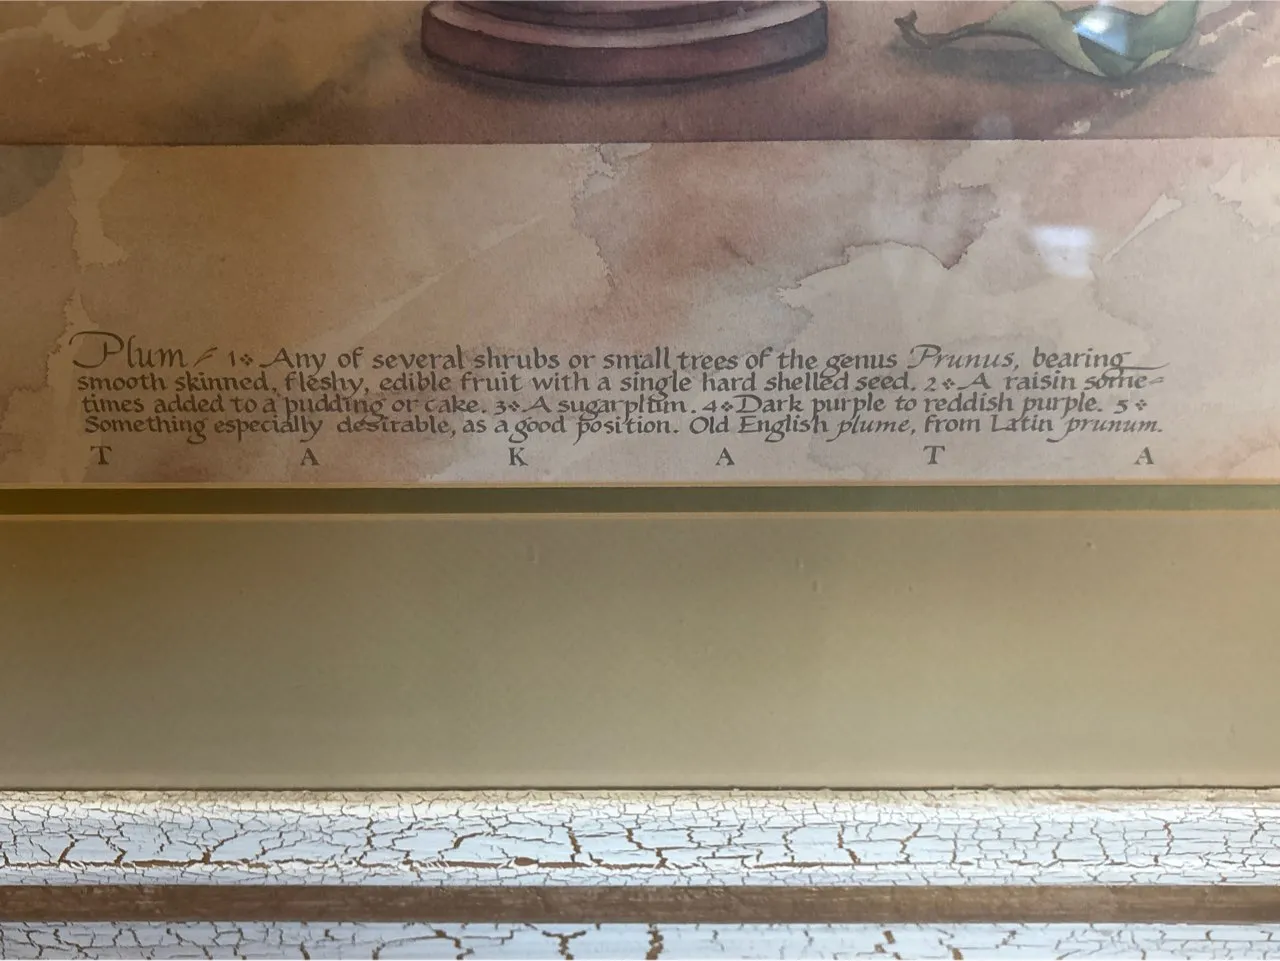 Plum – 1❖ Any of several shrubs or small trees of the genus Prunus, bearing
smooth skinned, fleshy, edible fruit with a single hard shelled seed. 2❖ A raisin some=
times added to a pudding or cake. 3❖ A sugarplum. 4❖ Dark purple to reddish purple. 5❖
Something especially desirable, as a good position. Old English plume, from Latin prunum.
T A K A T A